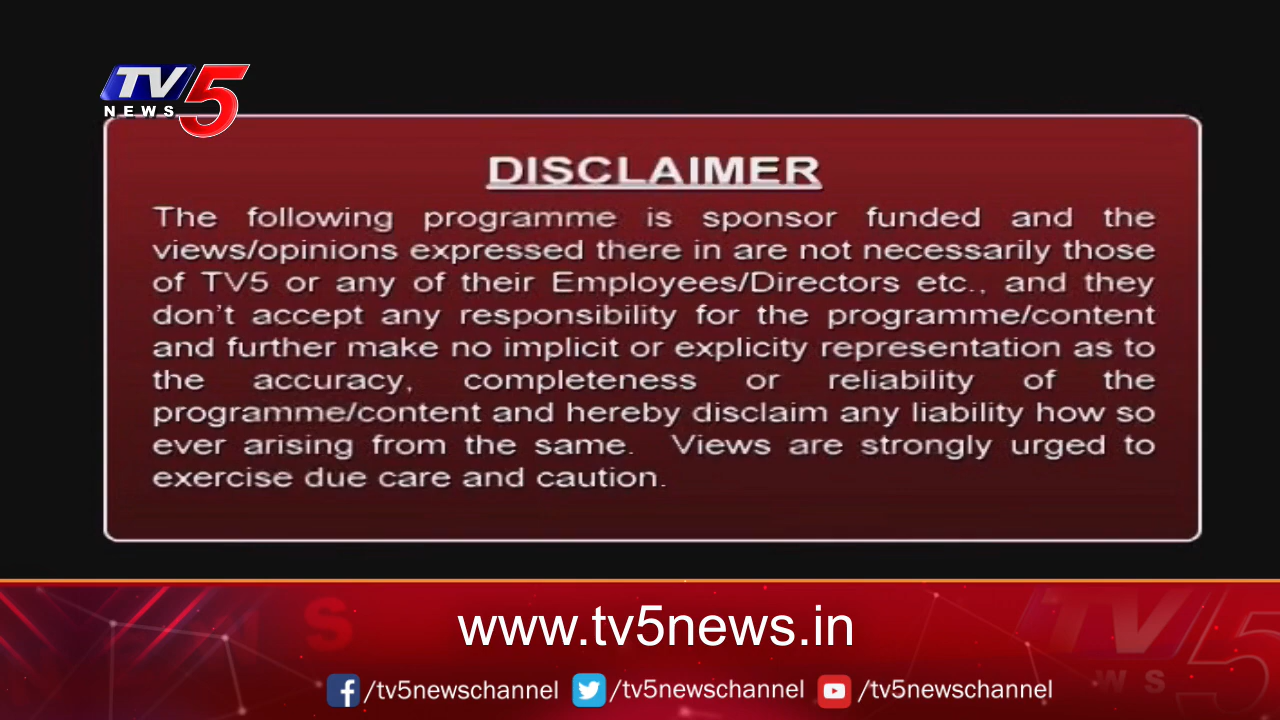 TV5
NEWS
DISCLAIMER
The following programme is sponsor funded and the
views/opinions expressed there in are not necessarily those
of TV5 or any of their Employees/Directors etc., and they
don't accept any responsibility for the programme/content
and further make no implicit or explicity representation as to
the accuracy, completeness or reliability of the
programme/content and hereby disclaim any liability how so
ever arising from the same. Views are strongly urged to
exercise due care and caution.
www.tv5news.in
/tv5newschannel /tv5newschannel /tv5newschannel